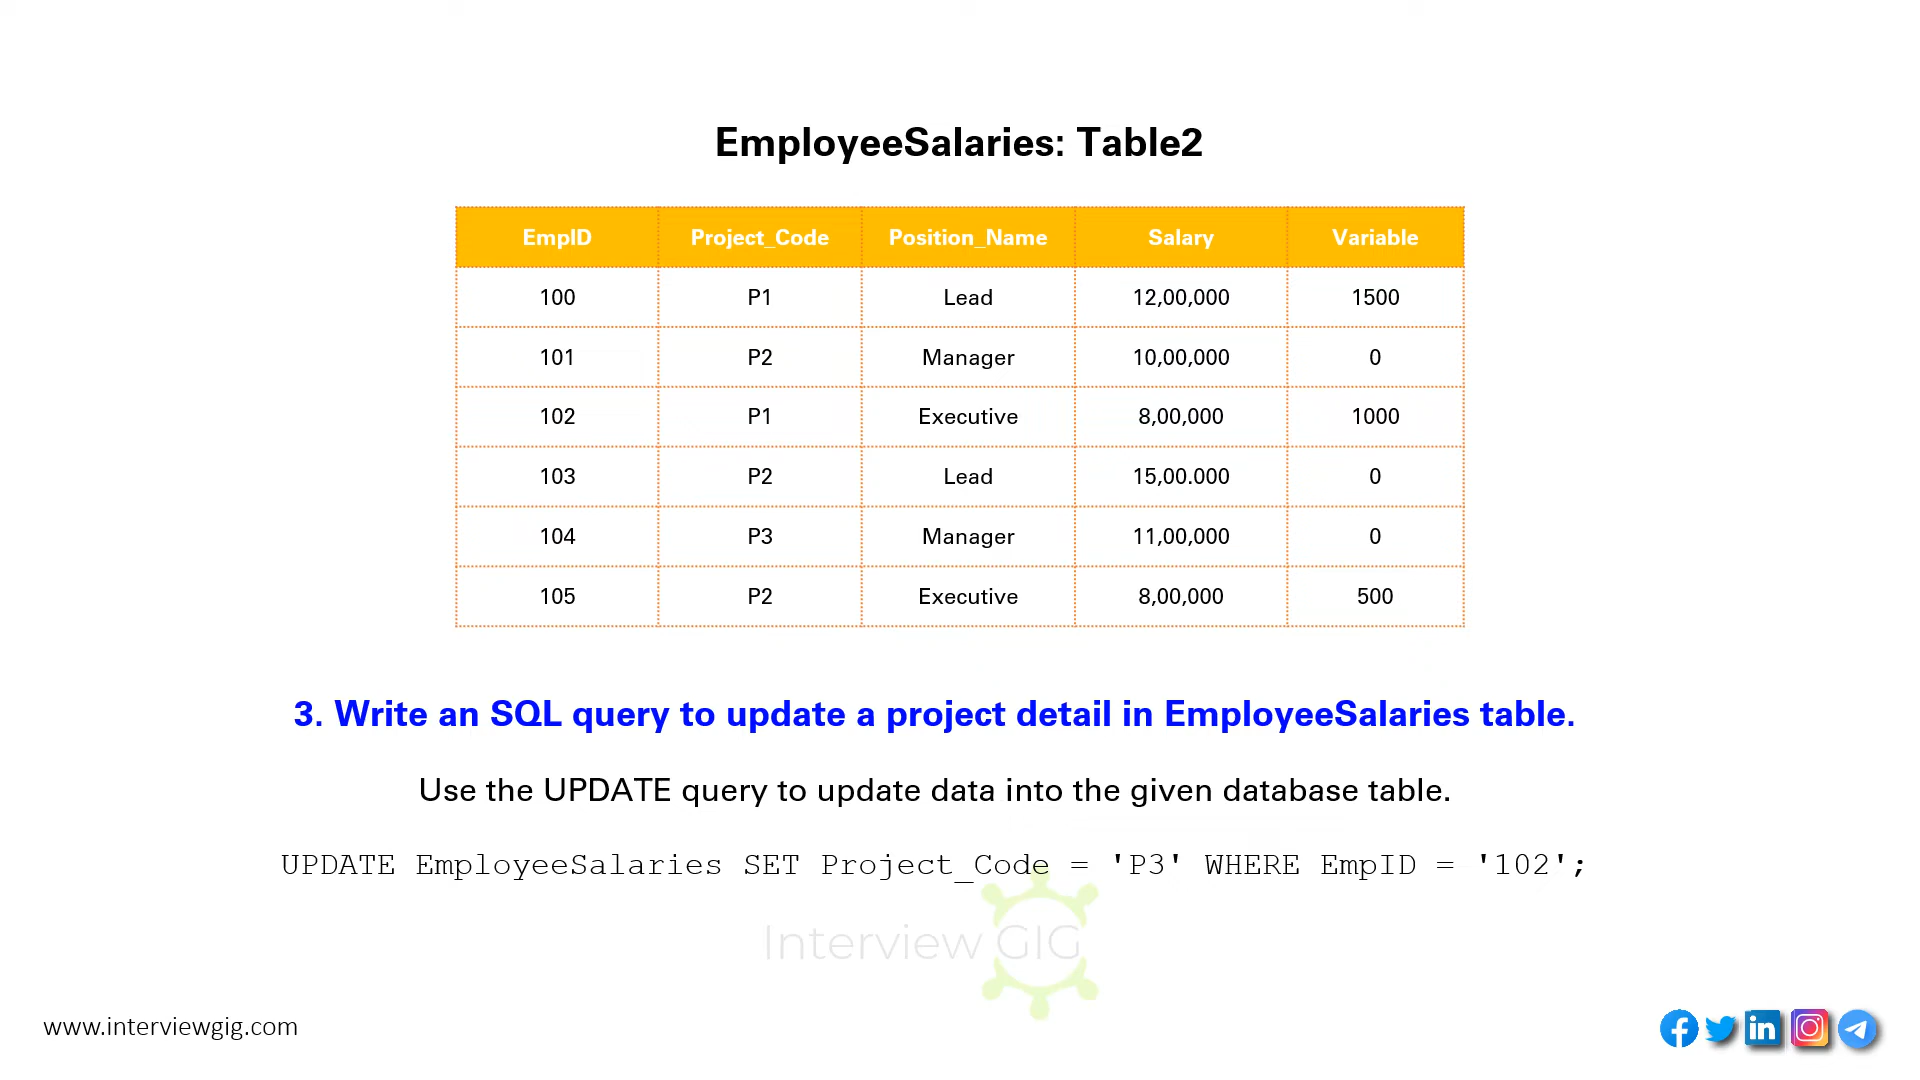 EmployeeSalaries: Table2
EmpID Project_Code Position_Name Salary Variable
100 P1 Lead 12,00,000 1500
101 P2 Manager 10,00,000 0
102 P1 Executive 8,00,000 1000
103 P2 Lead 15,00.000 0
104 P3 Manager 11,00,000 0
105 P2 Executive 8,00,000 500
3. Write an SQL query to update a project detail in EmployeeSalaries table.
Use the UPDATE query to update data into the given database table.
UPDATE EmployeeSalaries SET Project_Code = 'P3' WHERE EmpID = '102';
Interview GIG
www.interviewgig.com